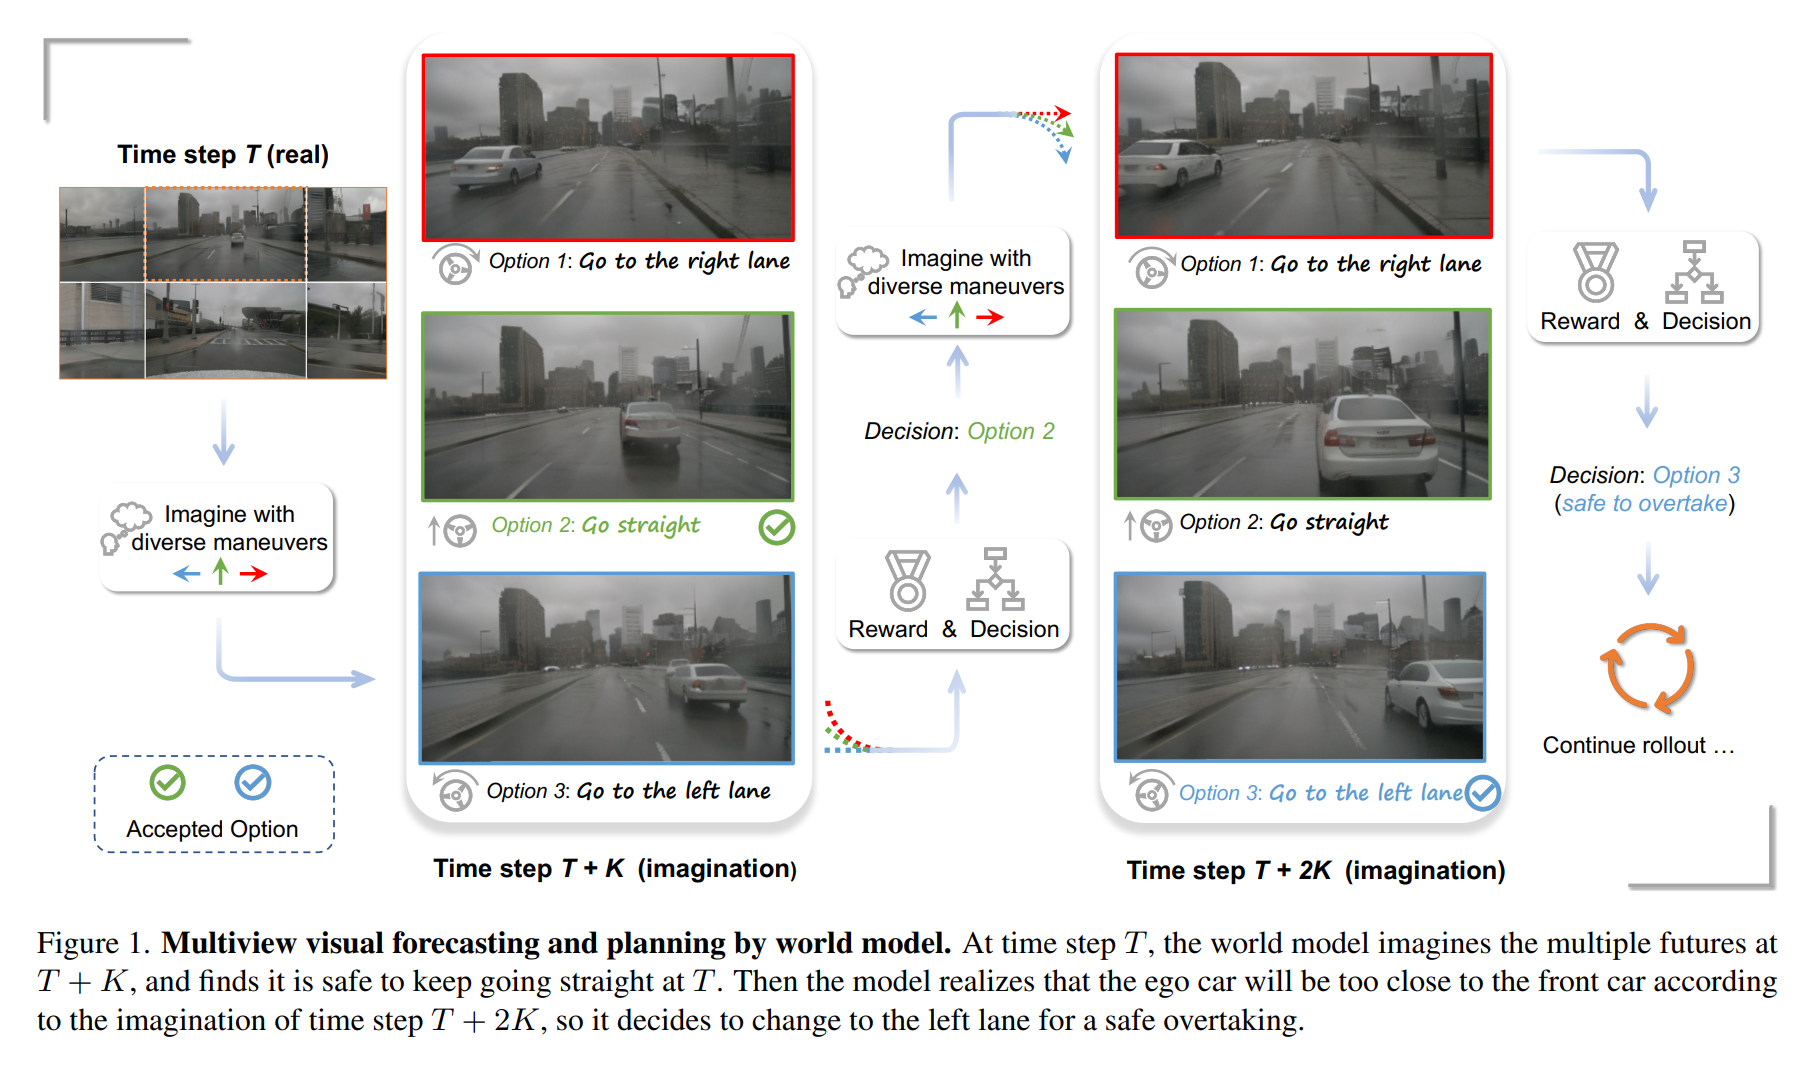 Time step T (real)
Imagine with
diverse maneuvers
Accepted Option
Option 1: Go to the right lane
Option 2: Go straight
Option 3: Go to the left lane
Time step T + K (imagination)
Imagine with
diverse maneuvers
Decision: Option 2
Reward & Decision
Option 1: Go to the right lane
Option 2: Go straight
Option 3: Go to the left lane
Time step T + 2K (imagination)
Reward & Decision
Decision: Option 3
(safe to overtake)
Continue rollout ...
Figure 1. Multiview visual forecasting and planning by world model. At time step T, the world model imagines the multiple futures at
T + K, and finds it is safe to keep going straight at T. Then the model realizes that the ego car will be too close to the front car according
to the imagination of time step T + 2K, so it decides to change to the left lane for a safe overtaking.